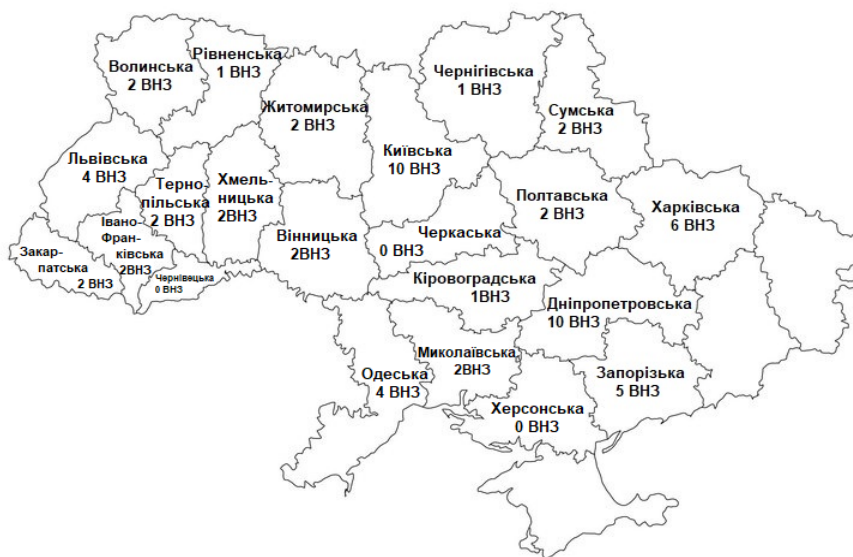 Волинська
2 ВНЗ
Рівненська
1 ВНЗ
Житомирська
2 ВНЗ
Київська
10 ВНЗ
Чернігівська
1 ВНЗ
Сумська
2 ВНЗ
Львівська
4 ВНЗ
Терно-
пільська
2 ВНЗ
Хмель-
ницька
2ВНЗ
Вінницька
2ВНЗ
Черкаська
0 ВНЗ
Полтавська
2 ВНЗ
Харківська
6 ВНЗ
Закар-
патська
2 ВНЗ
Івано-
Фран-
ківська
2ВНЗ
Чернівецька
0 ВНЗ
Кіровоградська
1ВНЗ
Дніпропетровська
10 ВНЗ
Одеська
4 ВНЗ
Миколаївська
2ВНЗ
Запорізька
5 ВНЗ
Херсонська
0 ВНЗ